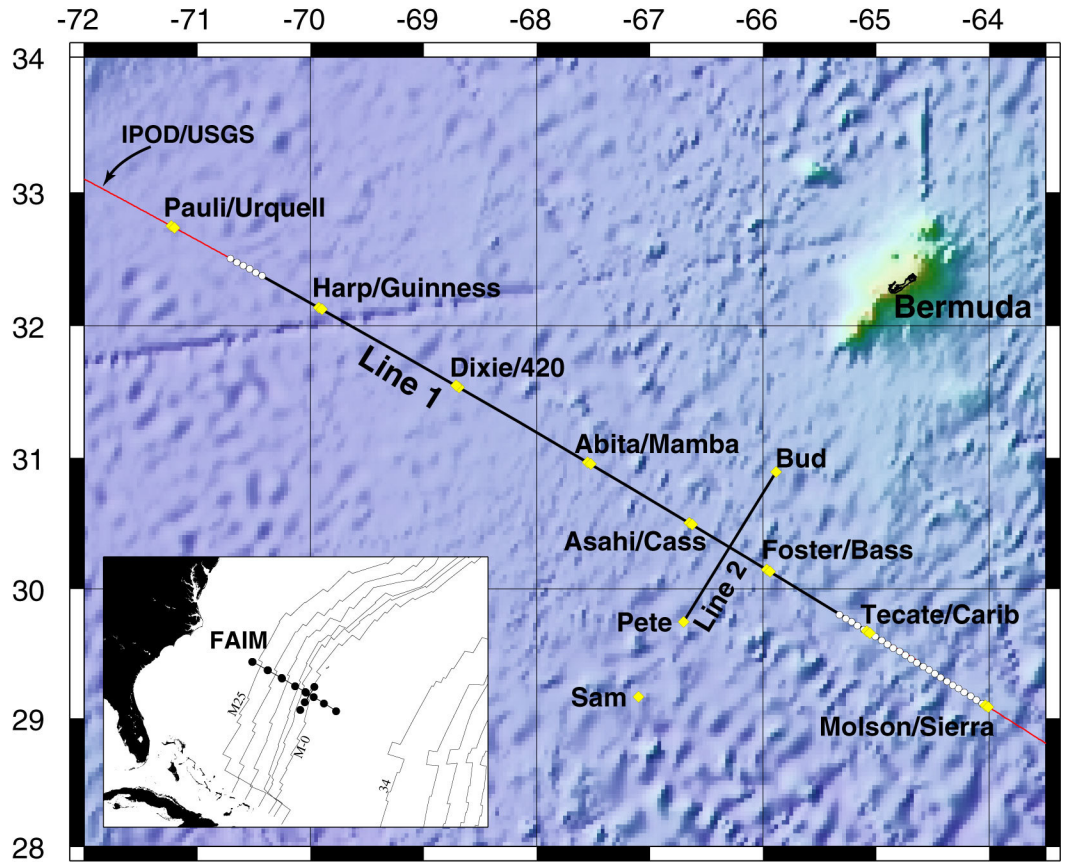 -72 -71 -70 -69 -68 -67 -66 -65 -64
34
IPOD/USGS
33
Pauli/Urquell
Harp/Guinness
Bermuda
32
Line 1
Dixie/420
31
Abita/Mamba
Bud
Asahi/Cass
Foster/Bass
30
Line 2
Tecate/Carib
Pete
FAIM
Sam
29
M25
M-0
34
Molson/Sierra
28